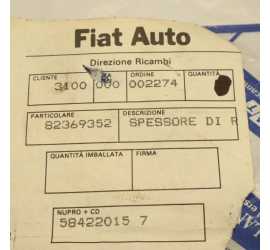 Fiat Auto
Direzione Ricambi
CLIENTE ORDINE QUANTITÀ
3100 000 002274
PARTICOLARE DESCRIZIONE
82369352 SPESSORE DI R
QUANTITÀ IMBALLATA FIRMA
NUPRO + CD
58422015 7